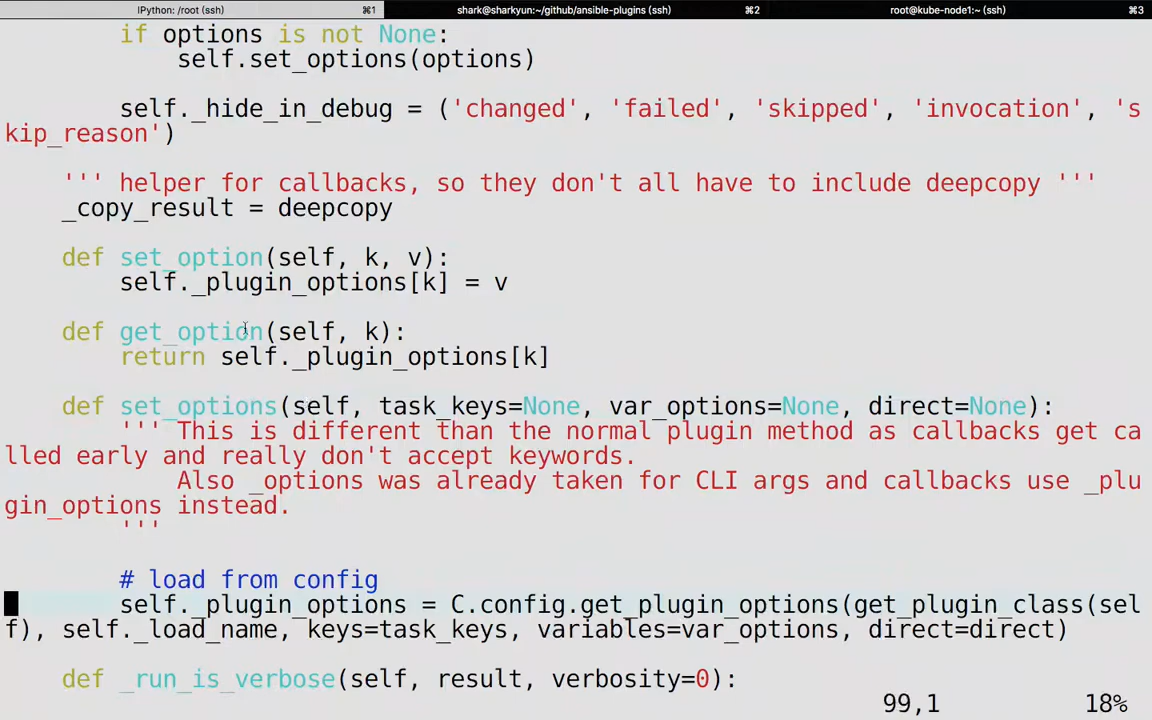 IPython: /root (ssh) ⌘1 shark@sharkyun:~/github/ansible-plugins (ssh) ⌘2 root@kube-node1:~ (ssh) ⌘3
        if options is not None:
            self.set_options(options)

        self._hide_in_debug = ('changed', 'failed', 'skipped', 'invocation', 's
kip_reason')

    ''' helper for callbacks, so they don't all have to include deepcopy '''
    _copy_result = deepcopy

    def set_option(self, k, v):
        self._plugin_options[k] = v

    def get_option(self, k):
        return self._plugin_options[k]

    def set_options(self, task_keys=None, var_options=None, direct=None):
        ''' This is different than the normal plugin method as callbacks get ca
lled early and really don't accept keywords.
            Also _options was already taken for CLI args and callbacks use _plu
gin_options instead.
        '''

        # load from config
        self._plugin_options = C.config.get_plugin_options(get_plugin_class(sel
f), self._load_name, keys=task_keys, variables=var_options, direct=direct)

    def _run_is_verbose(self, result, verbosity=0):
99,1 18%